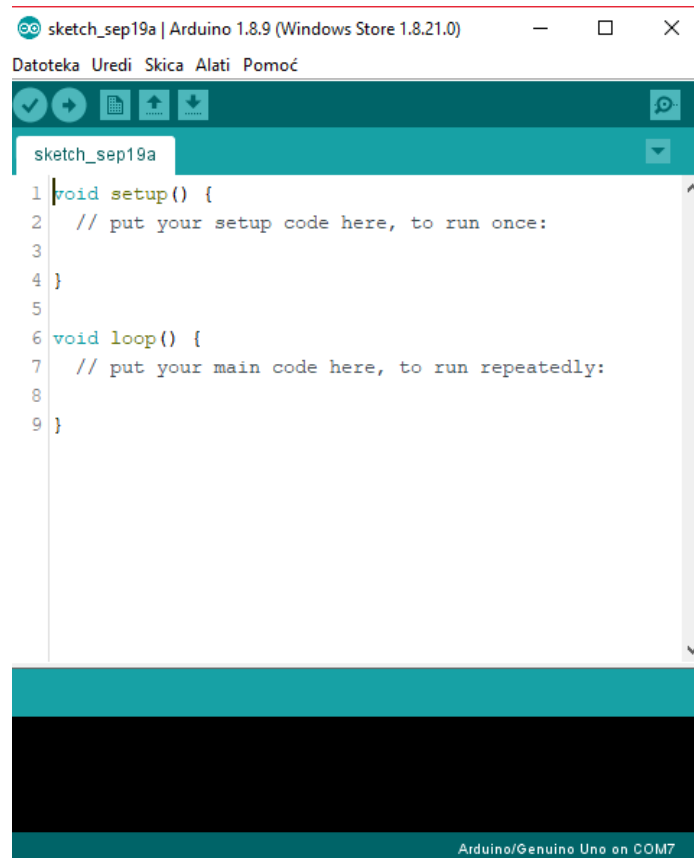 sketch_sep19a | Arduino 1.8.9 (Windows Store 1.8.21.0)
Datoteka Uredi Skica Alati Pomoć
sketch_sep19a
1 void setup() {
2   // put your setup code here, to run once:
3
4 }
5
6 void loop() {
7   // put your main code here, to run repeatedly:
8
9 }
Arduino/Genuino Uno on COM7